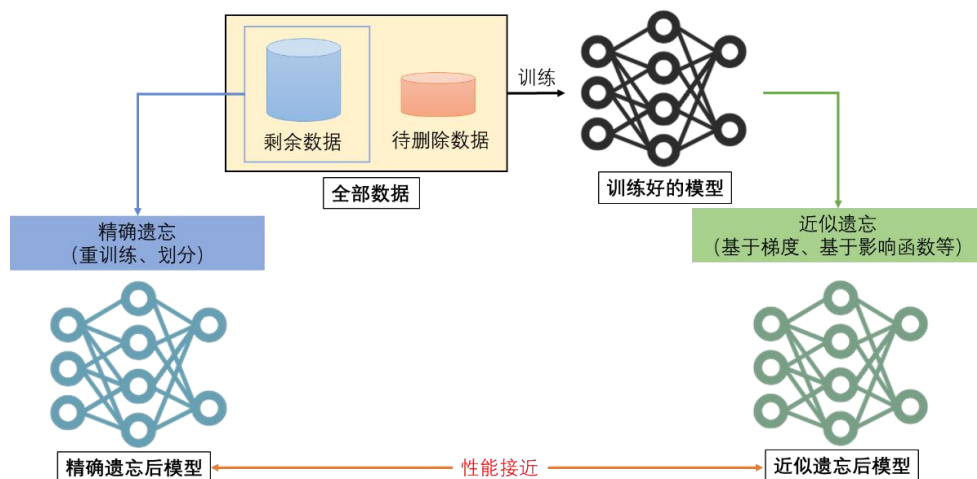 训练
剩余数据
待删除数据
全部数据
训练好的模型
精确遗忘
（重训练、划分）
近似遗忘
（基于梯度、基于影响函数等）
精确遗忘后模型
性能接近
近似遗忘后模型